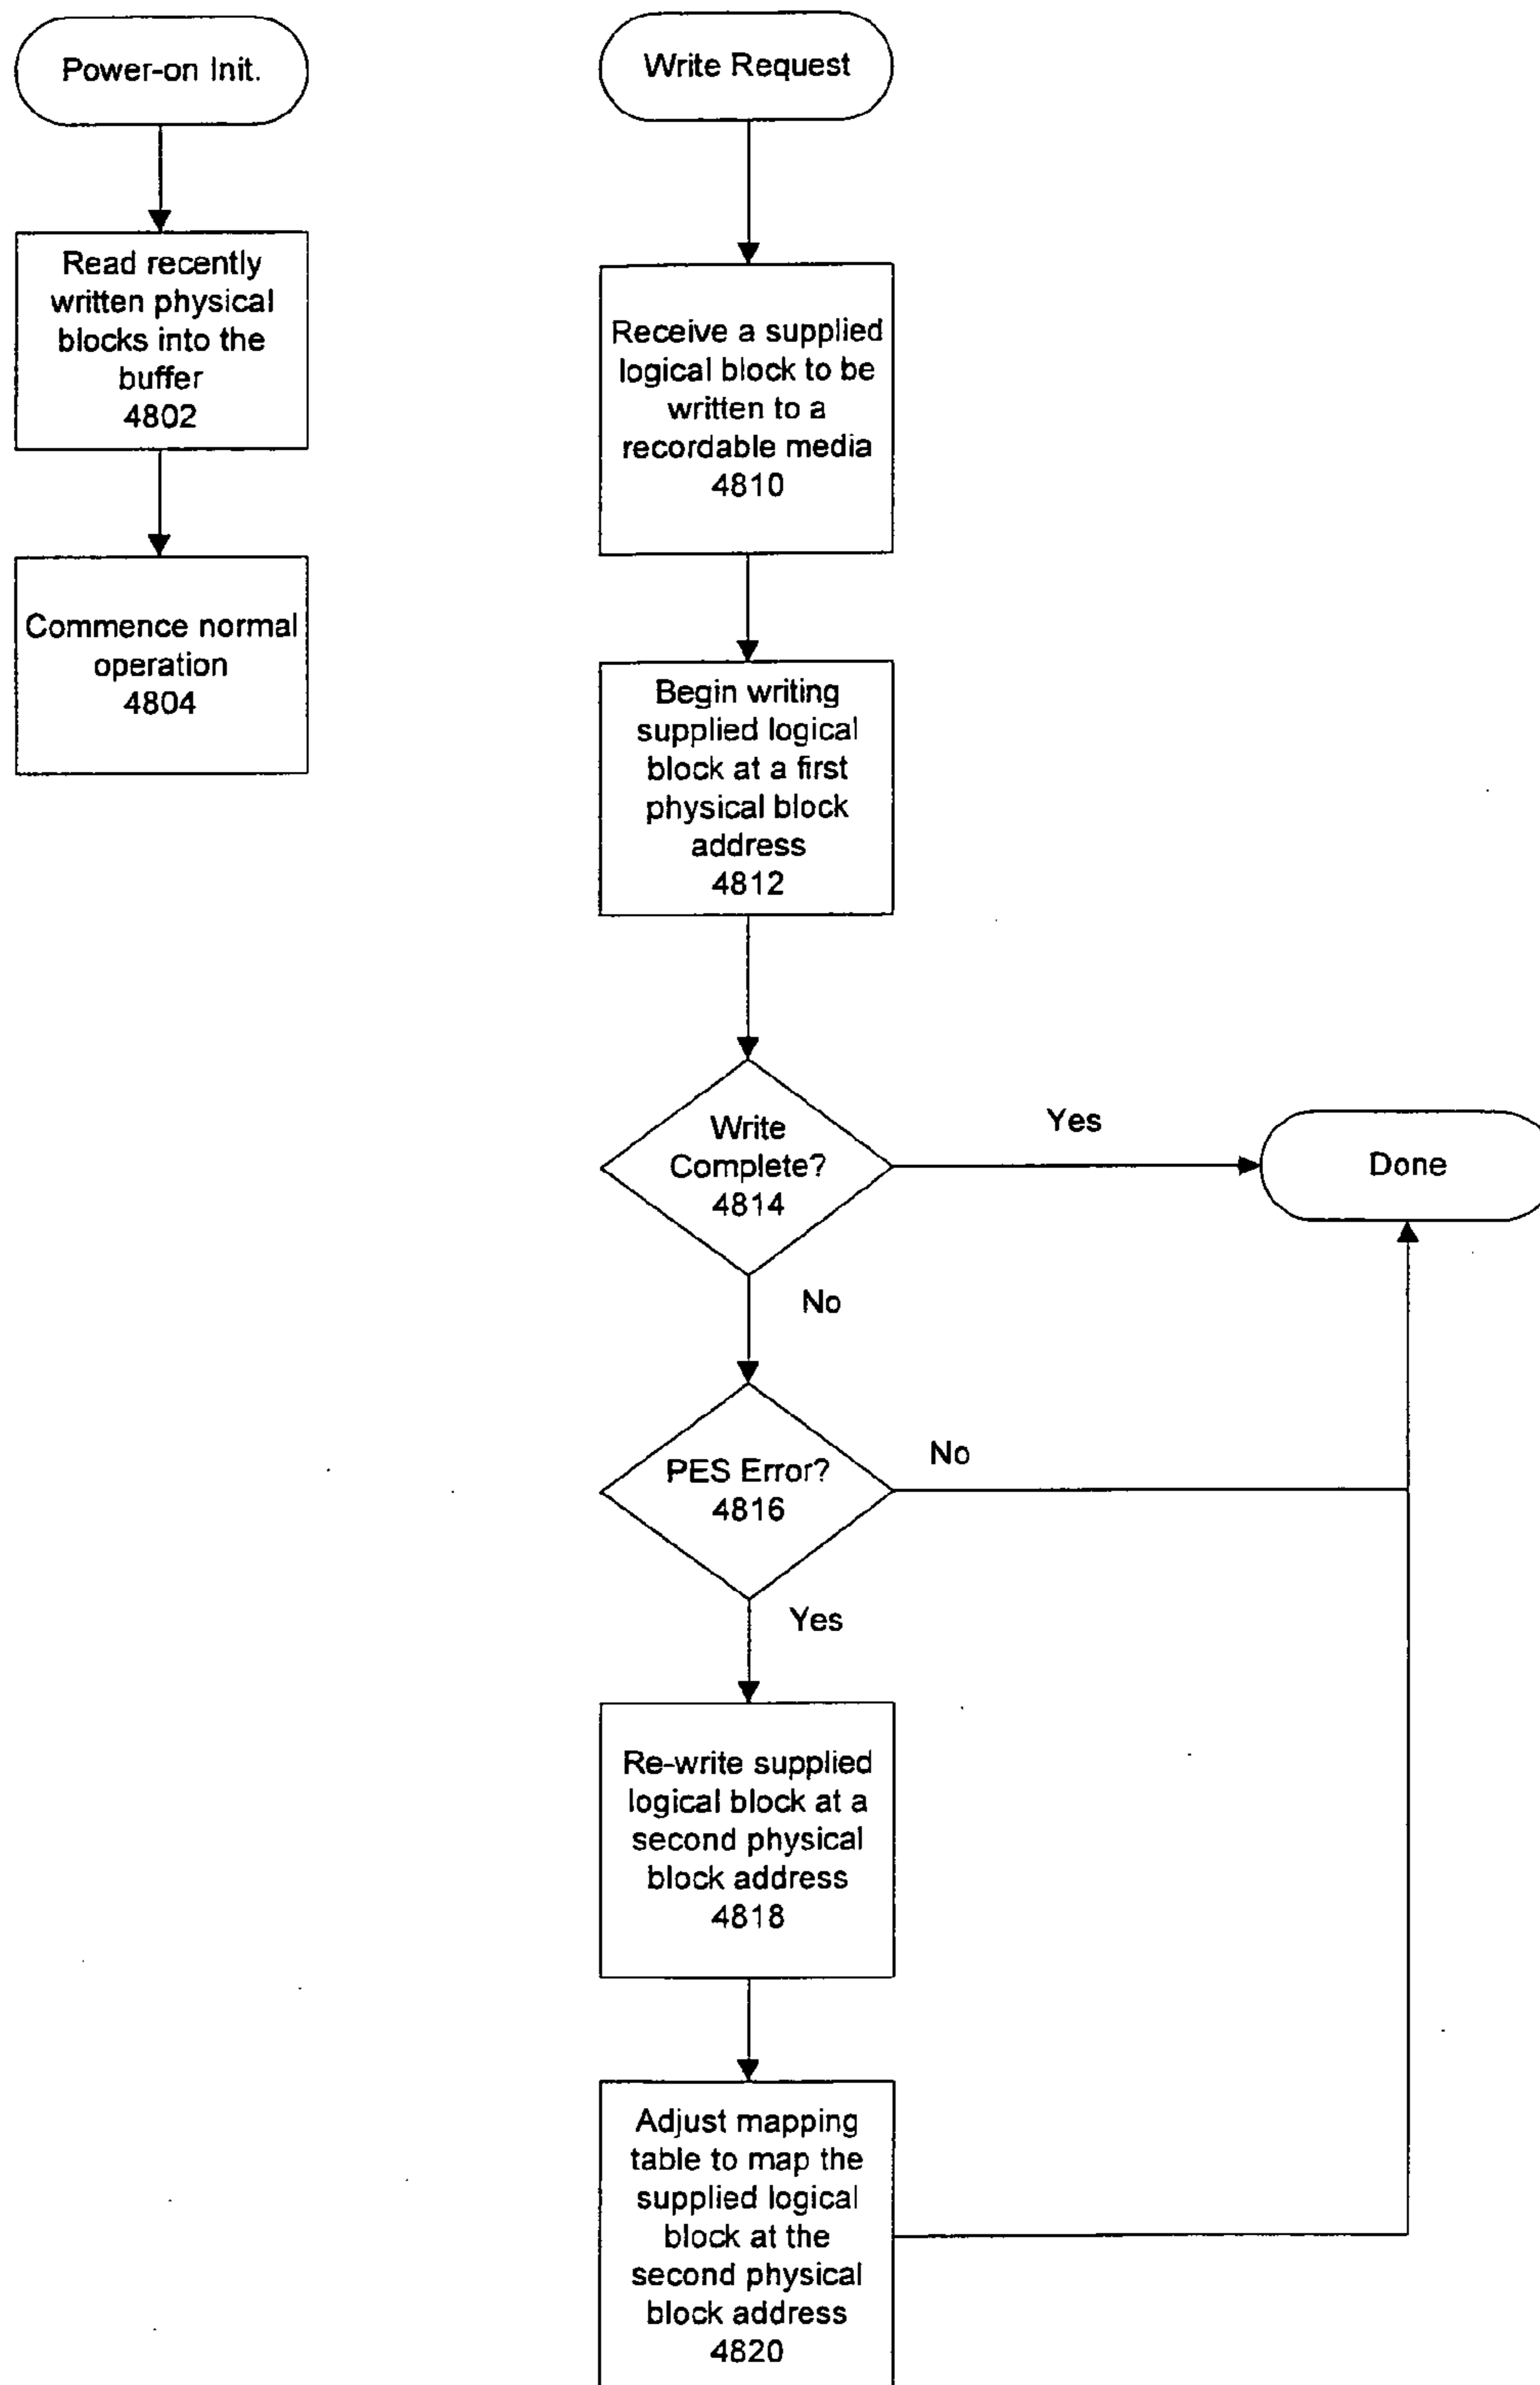 Power-on Init.
Read recently
written physical
blocks into the
buffer
4802
Commence normal
operation
4804
Write Request
Receive a supplied
logical block to be
written to a
recordable media
4810
Begin writing
supplied logical
block at a first
physical block
address
4812
Write
Complete?
4814
Yes
Done
No
PES Error?
4816
No
Yes
Re-write supplied
logical block at a
second physical
block address
4818
Adjust mapping
table to map the
supplied logical
block at the
second physical
block address
4820